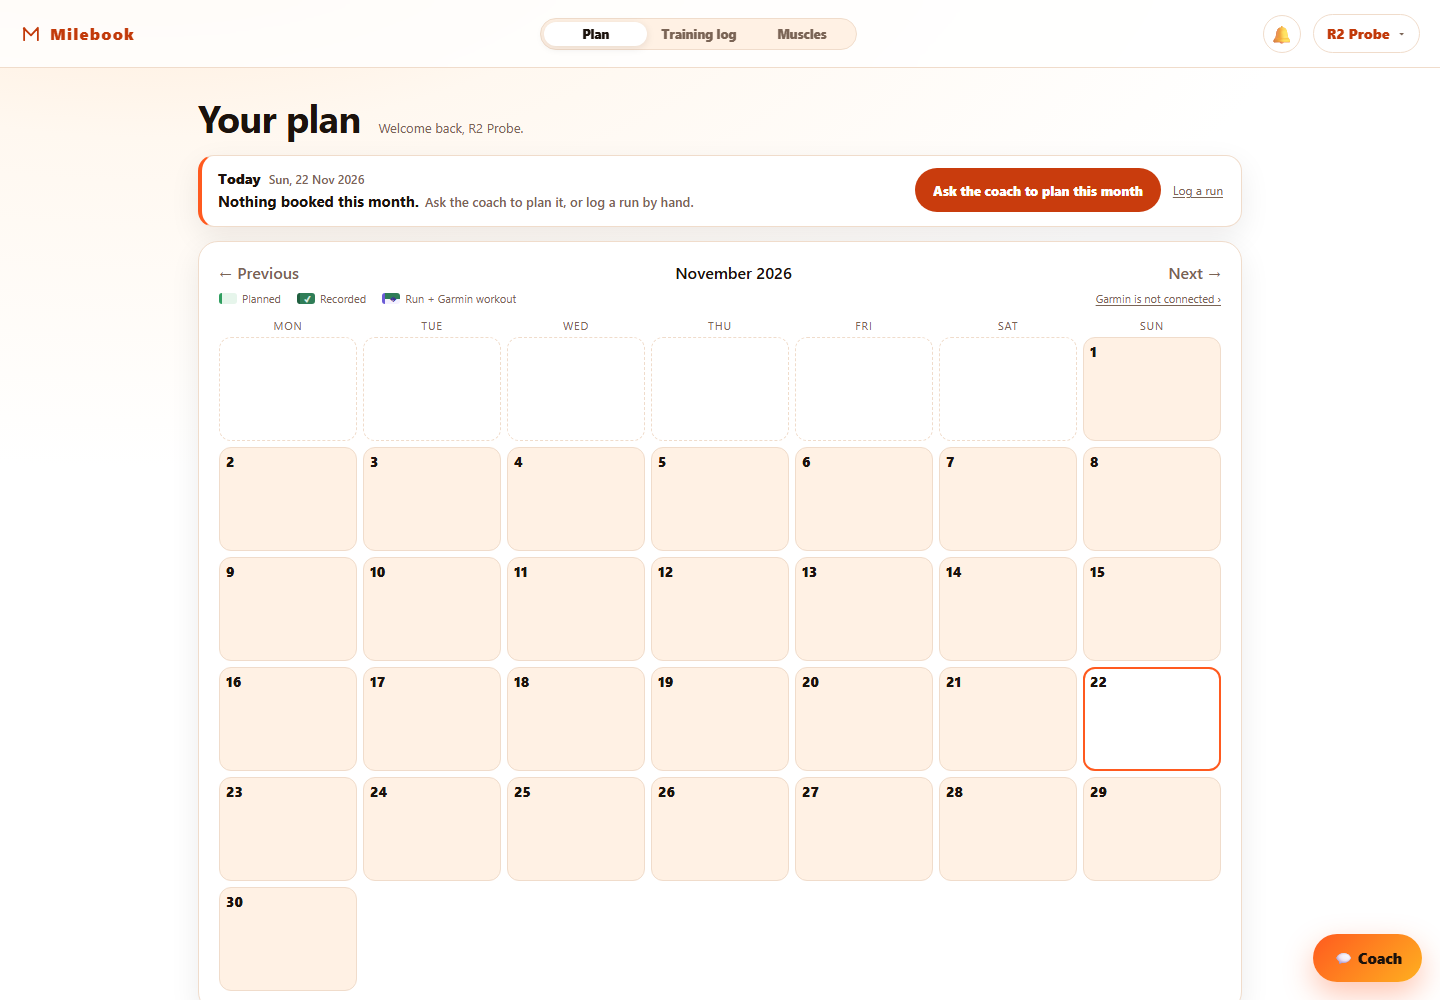 Milebook
Plan
Training log
Muscles
R2 Probe
Your plan
Welcome back, R2 Probe.
Today Sun, 22 Nov 2026
Nothing booked this month. Ask the coach to plan it, or log a run by hand.
Ask the coach to plan this month
Log a run
← Previous
November 2026
Next →
Planned
Recorded
Run + Garmin workout
Garmin is not connected ›
MON TUE WED THU FRI SAT SUN
1
2 3 4 5 6 7 8
9 10 11 12 13 14 15
16 17 18 19 20 21 22
23 24 25 26 27 28 29
30
Coach